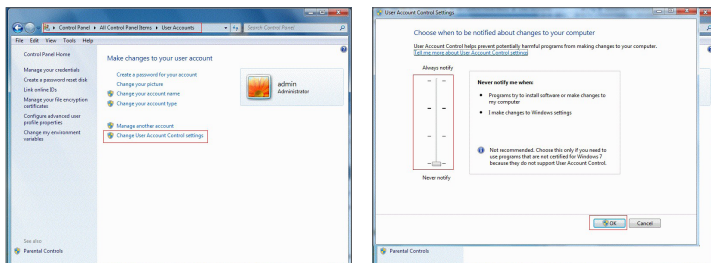 Control Panel ▸ All Control Panel Items ▸ User Accounts
Search Control Panel
File Edit View Tools Help
Control Panel Home
Manage your credentials
Create a password reset disk
Link online IDs
Manage your file encryption
certificates
Configure advanced user
profile properties
Change my environment
variables
See also
Parental Controls
Make changes to your user account
Create a password for your account
Change your picture
Change your account name
Change your account type
Manage another account
Change User Account Control settings
admin
Administrator
User Account Control Settings
Choose when to be notified about changes to your computer
User Account Control helps prevent potentially harmful programs from making changes to your computer.
Tell me more about User Account Control settings
Always notify
Never notify
Never notify me when:
• Programs try to install software or make changes to
my computer
• I make changes to Windows settings
Not recommended. Choose this only if you need to
use programs that are not certified for Windows 7
because they do not support User Account Control.
OK
Cancel
Parental Controls